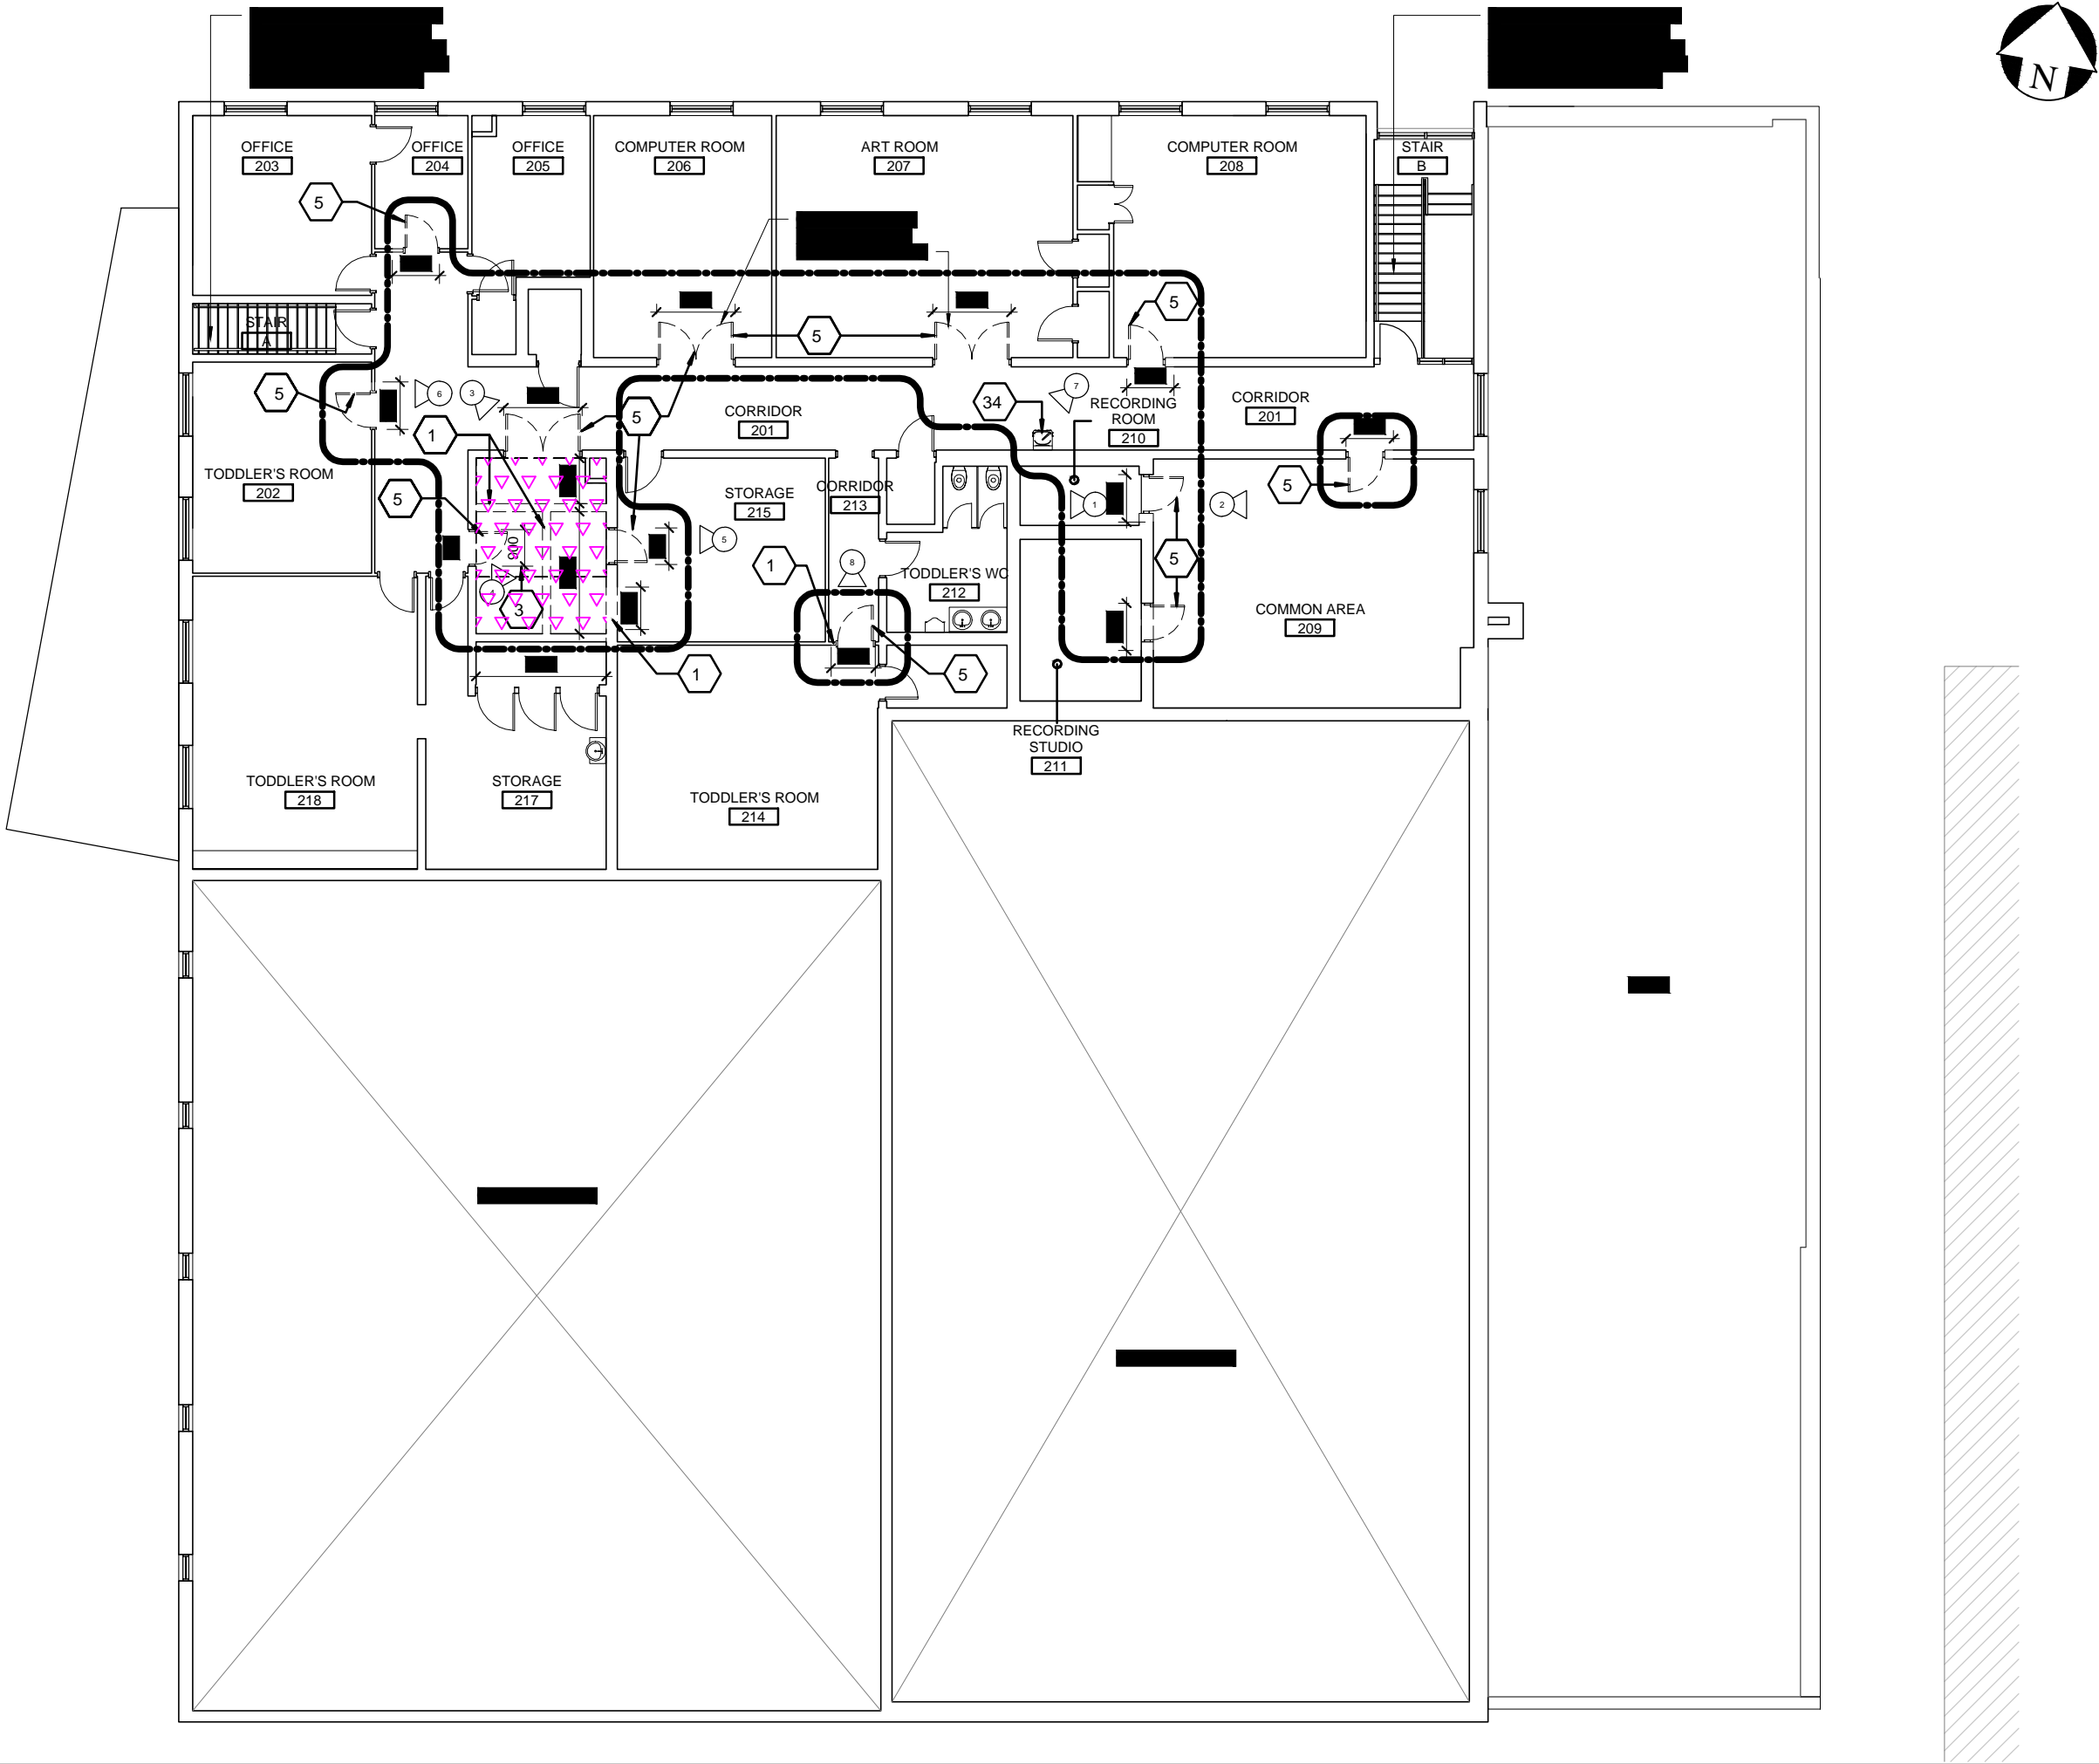 N
OFFICE
203
OFFICE
204
OFFICE
205
COMPUTER ROOM
206
ART ROOM
207
COMPUTER ROOM
208
STAIR
B
5
5
STAIR
A
5
5
6
3
7
34
1
5
CORRIDOR
201
RECORDING
ROOM
210
CORRIDOR
201
TODDLER'S ROOM
202
5
STORAGE
215
CORRIDOR
213
1
2
5
900
5
1
8
5
TODDLER'S WC
212
4
3
COMMON AREA
209
1
5
RECORDING
STUDIO
211
TODDLER'S ROOM
218
STORAGE
217
TODDLER'S ROOM
214